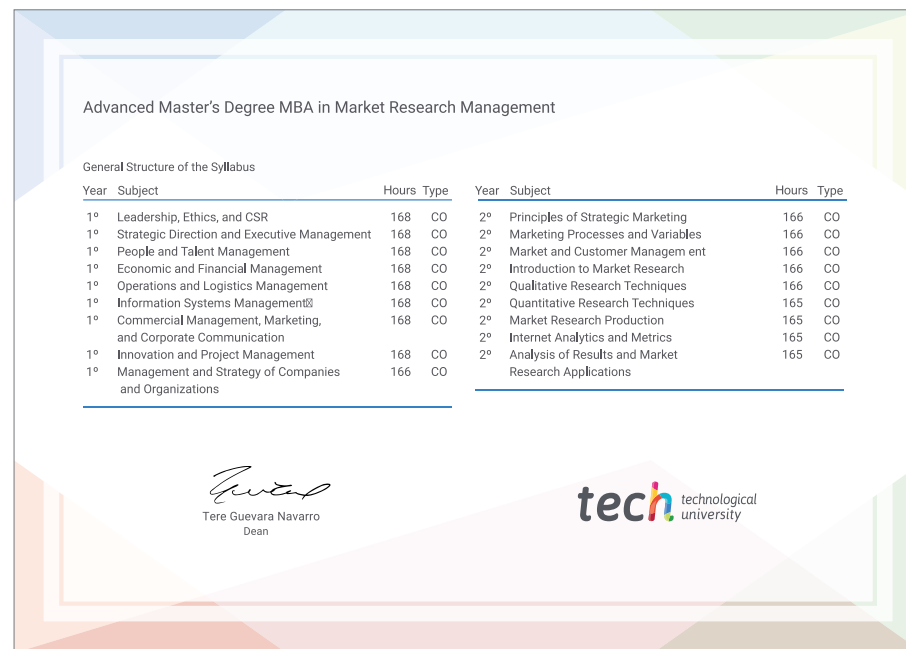 Advanced Master's Degree MBA in Market Research Management
General Structure of the Syllabus
Year Subject Hours Type
1º Leadership, Ethics, and CSR 168 CO
1º Strategic Direction and Executive Management 168 CO
1º People and Talent Management 168 CO
1º Economic and Financial Management 168 CO
1º Operations and Logistics Management 168 CO
1º Information Systems Management 168 CO
1º Commercial Management, Marketing, 168 CO
and Corporate Communication
1º Innovation and Project Management 168 CO
1º Management and Strategy of Companies 166 CO
and Organizations
Year Subject Hours Type
2º Principles of Strategic Marketing 166 CO
2º Marketing Processes and Variables 166 CO
2º Market and Customer Managem ent 166 CO
2º Introduction to Market Research 166 CO
2º Qualitative Research Techniques 166 CO
2º Quantitative Research Techniques 165 CO
2º Market Research Production 165 CO
2º Internet Analytics and Metrics 165 CO
2º Analysis of Results and Market 165 CO
Research Applications
Tere Guevara Navarro
Dean
tech technological
university